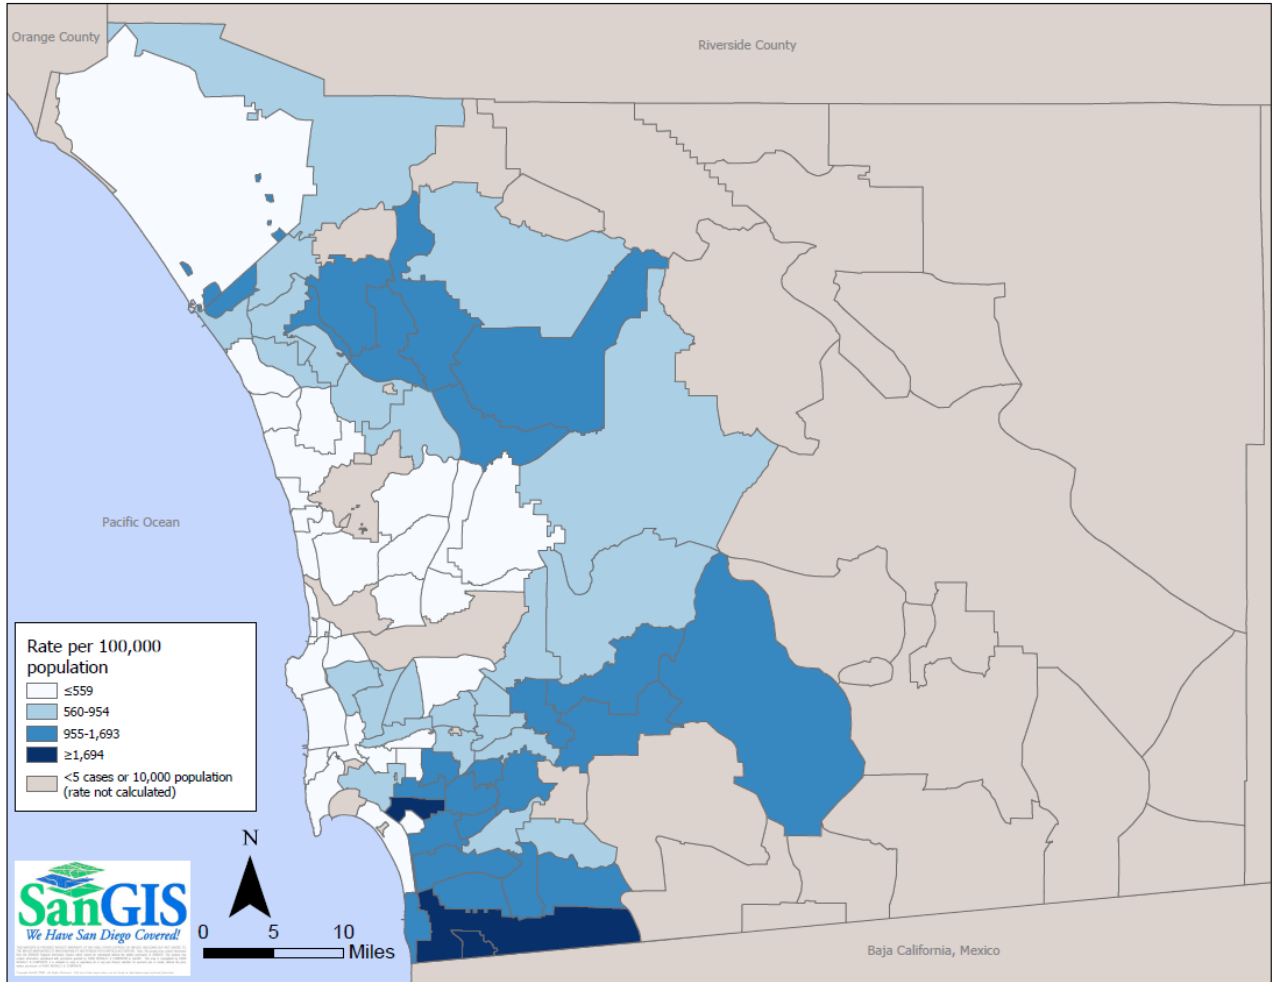 Orange County
Riverside County
Pacific Ocean
Rate per 100,000
population
≤559
560-954
955-1,693
≥1,694
<5 cases or 10,000 population
(rate not calculated)
N
SanGIS
We Have San Diego Covered!
0 5 10
Miles
Baja California, Mexico